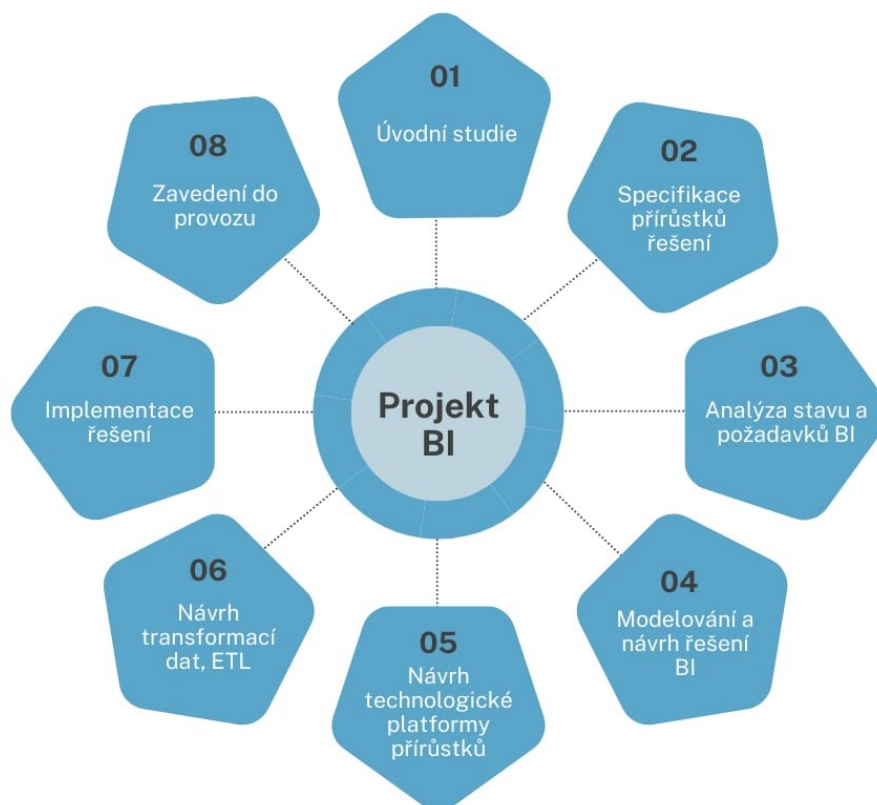 01
Úvodní studie
02
Specifikace
přírůstků
řešení
03
Analýza stavu a
požadavků BI
04
Modelování a
návrh řešení
BI
05
Návrh
technologické
platformy
přírůstků
06
Návrh
transformací
dat, ETL
07
Implementace
řešení
08
Zavedení do
provozu
Projekt
BI